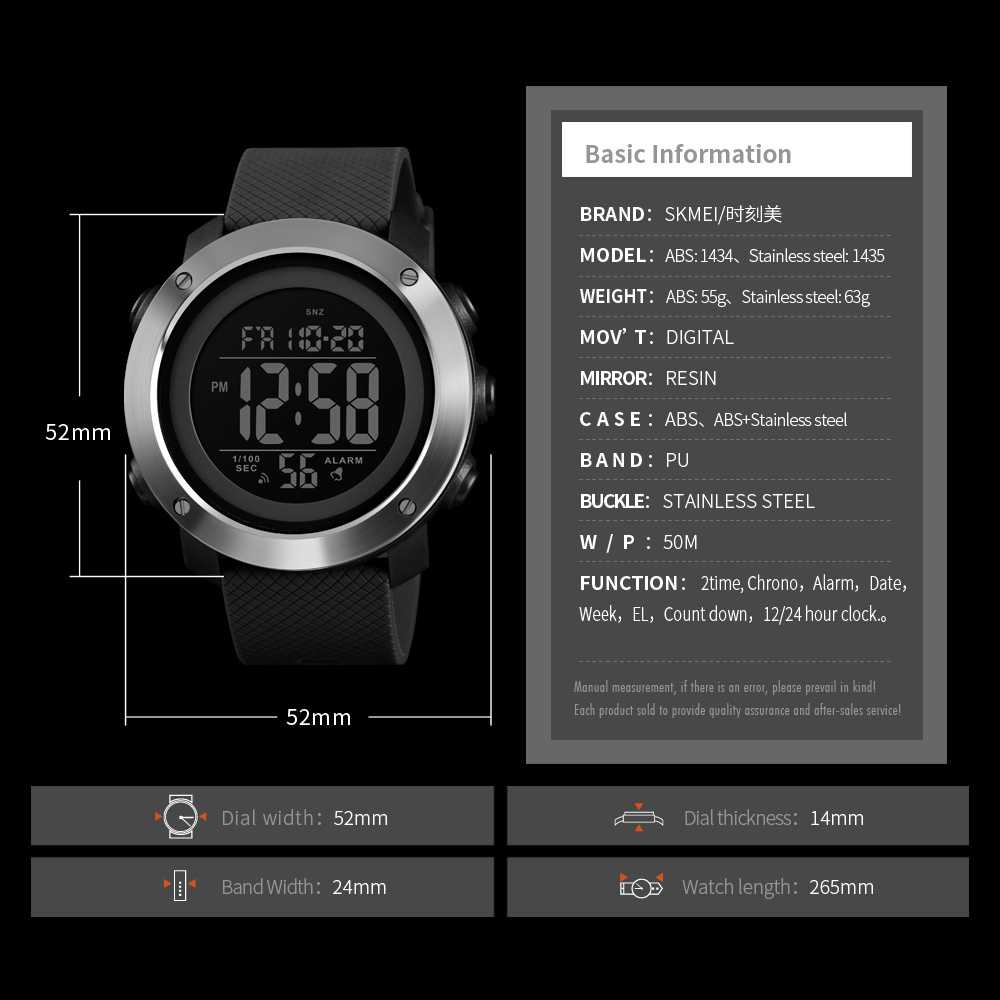 SNZ
FR 10-20
PM 12:58
1/100
SEC
56
ALARM
52mm
52mm
Basic Information
BRAND： SKMEI/时刻美
MODEL： ABS: 1434、Stainless steel: 1435
WEIGHT： ABS: 55g、Stainless steel: 63g
MOV’ T： DIGITAL
MIRROR： RESIN
CASE： ABS、ABS+Stainless steel
BAND： PU
BUCKLE： STAINLESS STEEL
W / P ： 50M
FUNCTION： 2time, Chrono，Alarm，Date，
Week，EL，Count down，12/24 hour clock.。
Manual measurement, if there is an error, please prevail in kind!
Each product sold to provide quality assurance and after-sales service!
Dial width： 52mm
Dial thickness： 14mm
Band Width： 24mm
Watch length： 265mm